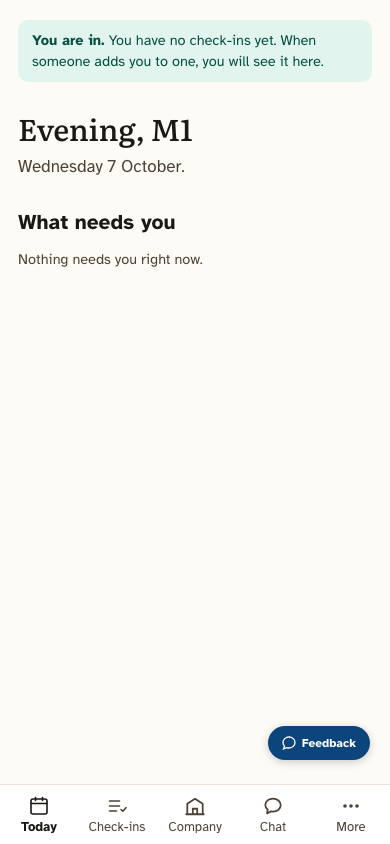 You are in. You have no check-ins yet. When
someone adds you to one, you will see it here.
Evening, M1
Wednesday 7 October.
What needs you
Nothing needs you right now.
Feedback
Today
Check-ins
Company
Chat
More